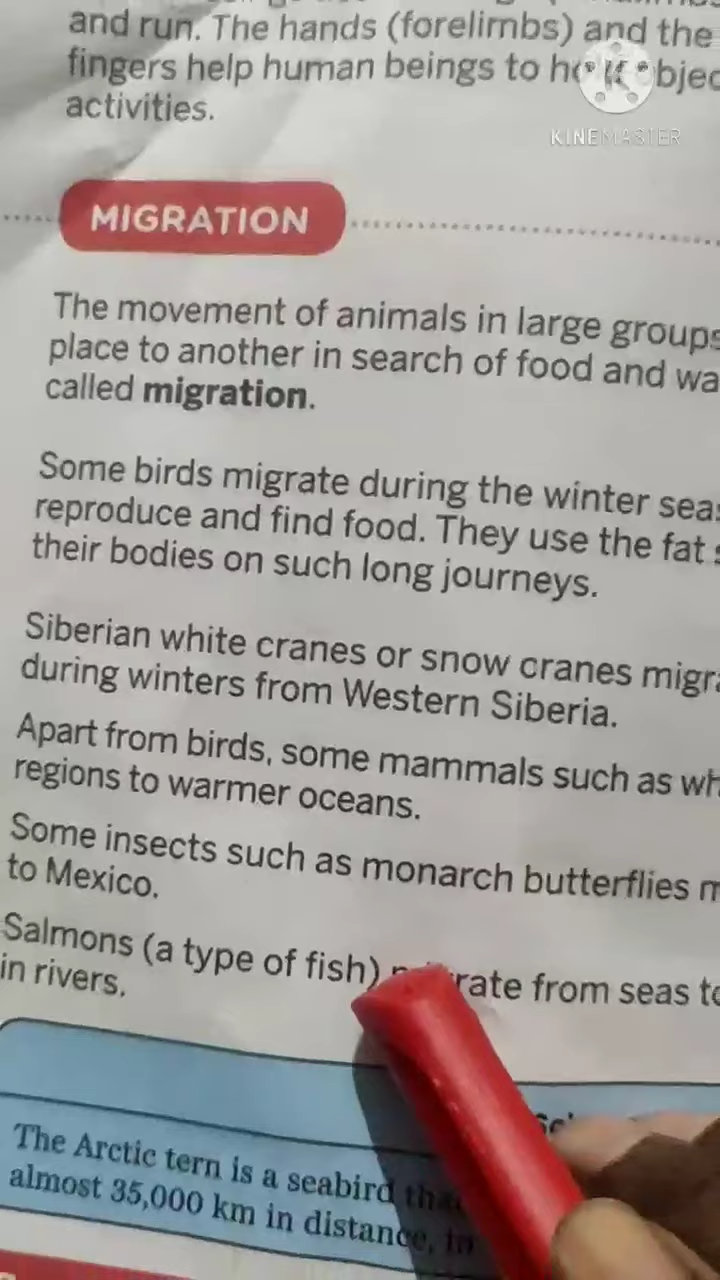 and run. The hands (forelimbs) and the
fingers help human beings to
activities.
KINEMASTER
MIGRATION
The movement of animals in large groups
place to another in search of food and wa
called migration.
Some birds migrate during the winter seas
reproduce and find food. They use the fat s
their bodies on such long journeys.
Siberian white cranes or snow cranes migra
during winters from Western Siberia.
Apart from birds, some mammals such as wh
regions to warmer oceans.
Some insects such as monarch butterflies m
to Mexico.
Salmons (a type of fish) rate from seas to
in rivers.
The Arctic tern is a seabird tha
almost 35,000 km in distance, in